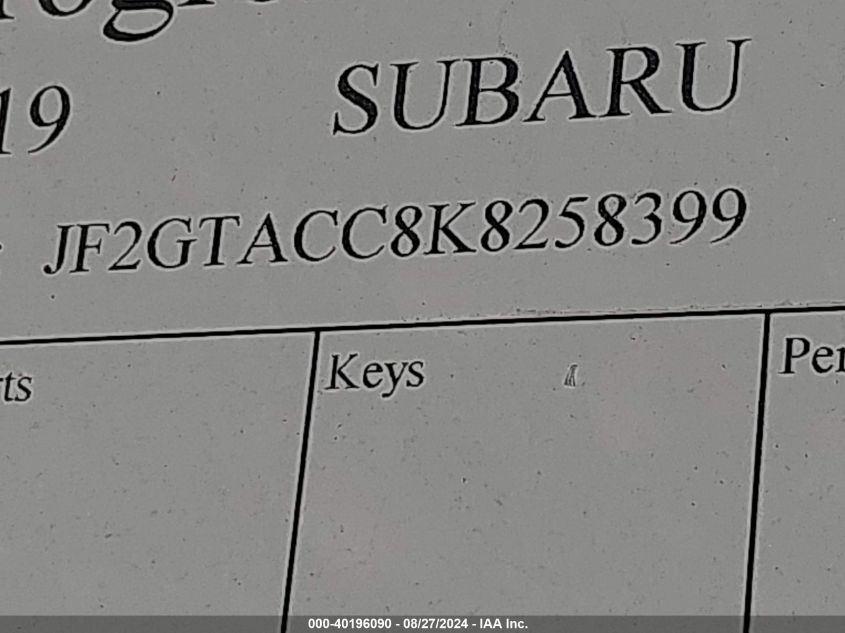 19 SUBARU
JF2GTACC8K8258399
Keys
000-40196090 - 08/27/2024 - IAA Inc.